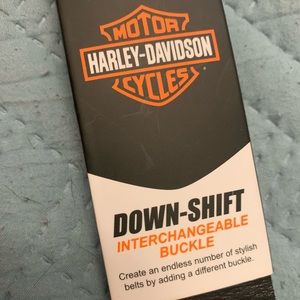 MOTOR
HARLEY-DAVIDSON
CYCLES
DOWN-SHIFT
INTERCHANGEABLE
BUCKLE
Create an endless number of stylish
belts by adding a different buckle.